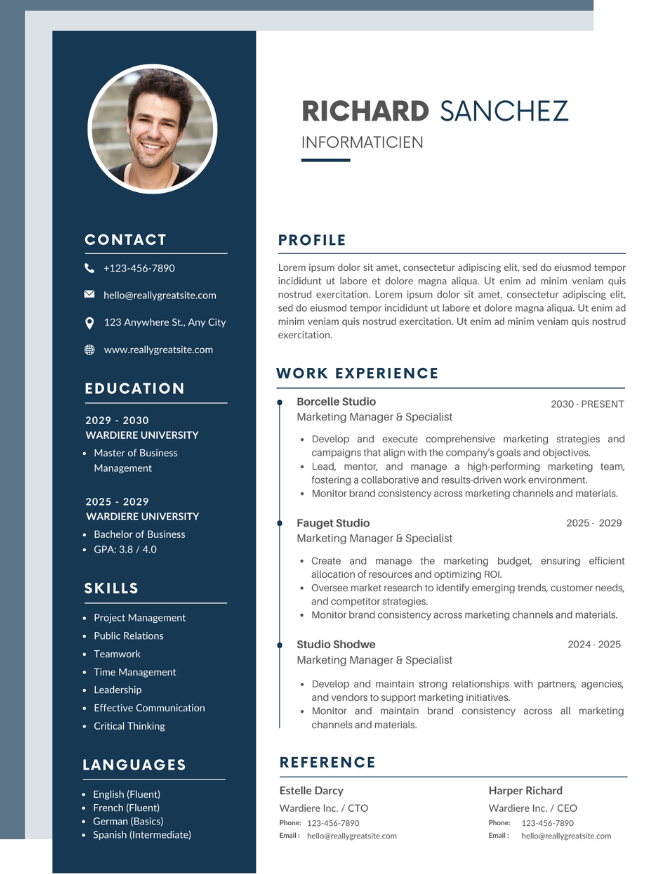 RICHARD SANCHEZ
INFORMATICIEN
CONTACT
+123-456-7890
hello@reallygreatsite.com
123 Anywhere St., Any City
www.reallygreatsite.com
EDUCATION
2029 - 2030
WARDIERE UNIVERSITY
• Master of Business
Management
2025 - 2029
WARDIERE UNIVERSITY
• Bachelor of Business
• GPA: 3.8 / 4.0
SKILLS
• Project Management
• Public Relations
• Teamwork
• Time Management
• Leadership
• Effective Communication
• Critical Thinking
LANGUAGES
• English (Fluent)
• French (Fluent)
• German (Basics)
• Spanish (Intermediate)
PROFILE
Lorem ipsum dolor sit amet, consectetur adipiscing elit, sed do eiusmod tempor
incididunt ut labore et dolore magna aliqua. Ut enim ad minim veniam quis
nostrud exercitation. Lorem ipsum dolor sit amet, consectetur adipiscing elit,
sed do eiusmod tempor incididunt ut labore et dolore magna aliqua. Ut enim ad
minim veniam quis nostrud exercitation. Ut enim ad minim veniam quis nostrud
exercitation.
WORK EXPERIENCE
Borcelle Studio 2030 - PRESENT
Marketing Manager & Specialist
• Develop and execute comprehensive marketing strategies and
campaigns that align with the company's goals and objectives.
• Lead, mentor, and manage a high-performing marketing team,
fostering a collaborative and results-driven work environment.
• Monitor brand consistency across marketing channels and materials.
Fauget Studio 2025 - 2029
Marketing Manager & Specialist
• Create and manage the marketing budget, ensuring efficient
allocation of resources and optimizing ROI.
• Oversee market research to identify emerging trends, customer needs,
and competitor strategies.
• Monitor brand consistency across marketing channels and materials.
Studio Shodwe 2024 - 2025
Marketing Manager & Specialist
• Develop and maintain strong relationships with partners, agencies,
and vendors to support marketing initiatives.
• Monitor and maintain brand consistency across all marketing
channels and materials.
REFERENCE
Estelle Darcy
Wardiere Inc. / CTO
Phone: 123-456-7890
Email : hello@reallygreatsite.com
Harper Richard
Wardiere Inc. / CEO
Phone: 123-456-7890
Email : hello@reallygreatsite.com